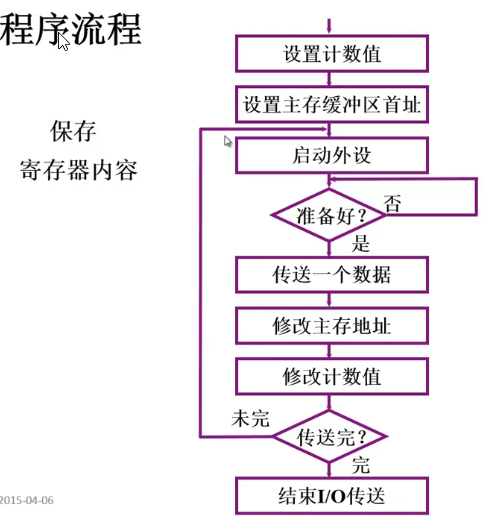 程序流程
保存
寄存器内容
设置计数值
设置主存缓冲区首址
启动外设
准备好？
否
是
传送一个数据
修改主存地址
修改计数值
未完
传送完？
完
结束I/O传送
2015-04-06